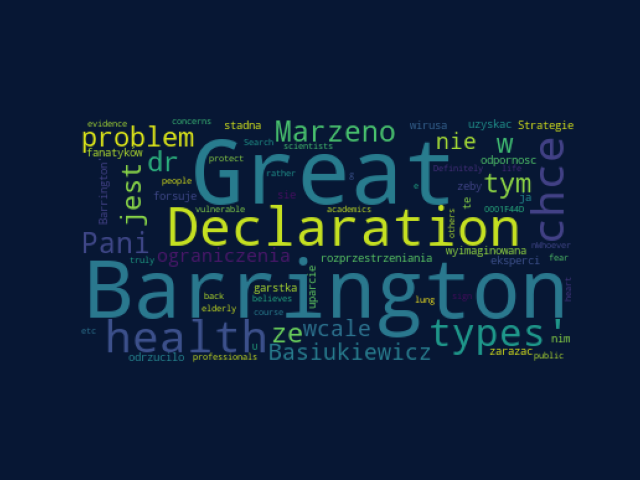 evidence
concerns
stadna
Marzeno
wirusa
uzyskac
Strategie
problem
Search
scientists
nie
w
chce
fanatykow
dr
protect
Great
odpornosc
tym
Barrington'
jest
people
rather
Definitely
life
forsuje
sie
e
zeby
ja
vulnerable
academics
Declaration
others
te
0001F44D
Pani
ograniczenia
wyimaginowana
nkhoever
truly
rozprzestrzeniania
eksperci
fear
Barrington
garstka
uparcie
heart
back
believes
lung
sign
elderly
course
etc
health
ze
wcale
types'
nim
U
Basiukiewicz
zarazac
odrzucilo
professionals
public